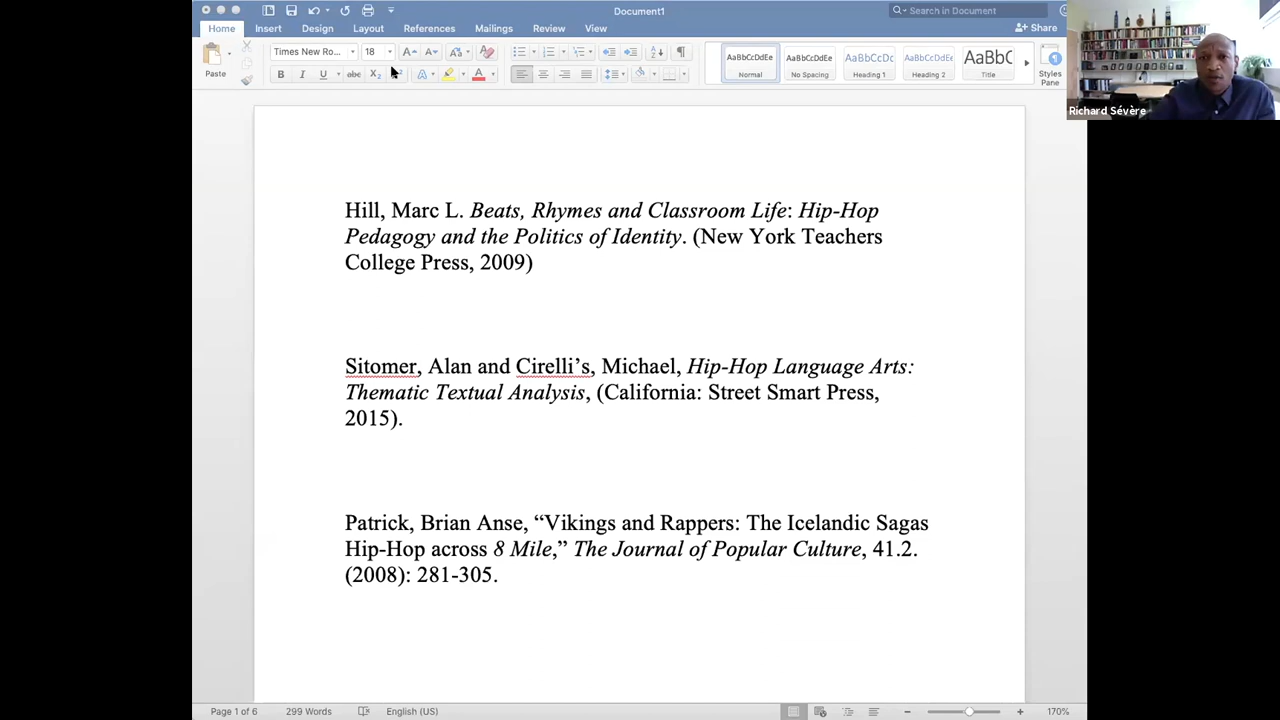 Document1
Search in Document
Home Insert Design Layout References Mailings Review View
Share
Paste
Times New Ro...
18
AaBbCcDdEe
Normal
AaBbCcDdEe
No Spacing
AaBbCcDc
Heading 1
AaBbCcDdEe
Heading 2
AaBbC
Title
Styles
Pane
Richard Sévère
Hill, Marc L. Beats, Rhymes and Classroom Life: Hip-Hop
Pedagogy and the Politics of Identity. (New York Teachers
College Press, 2009)
Sitomer, Alan and Cirelli’s, Michael, Hip-Hop Language Arts:
Thematic Textual Analysis, (California: Street Smart Press,
2015).
Patrick, Brian Anse, “Vikings and Rappers: The Icelandic Sagas
Hip-Hop across 8 Mile,” The Journal of Popular Culture, 41.2.
(2008): 281-305.
Page 1 of 6
299 Words
English (US)
170%